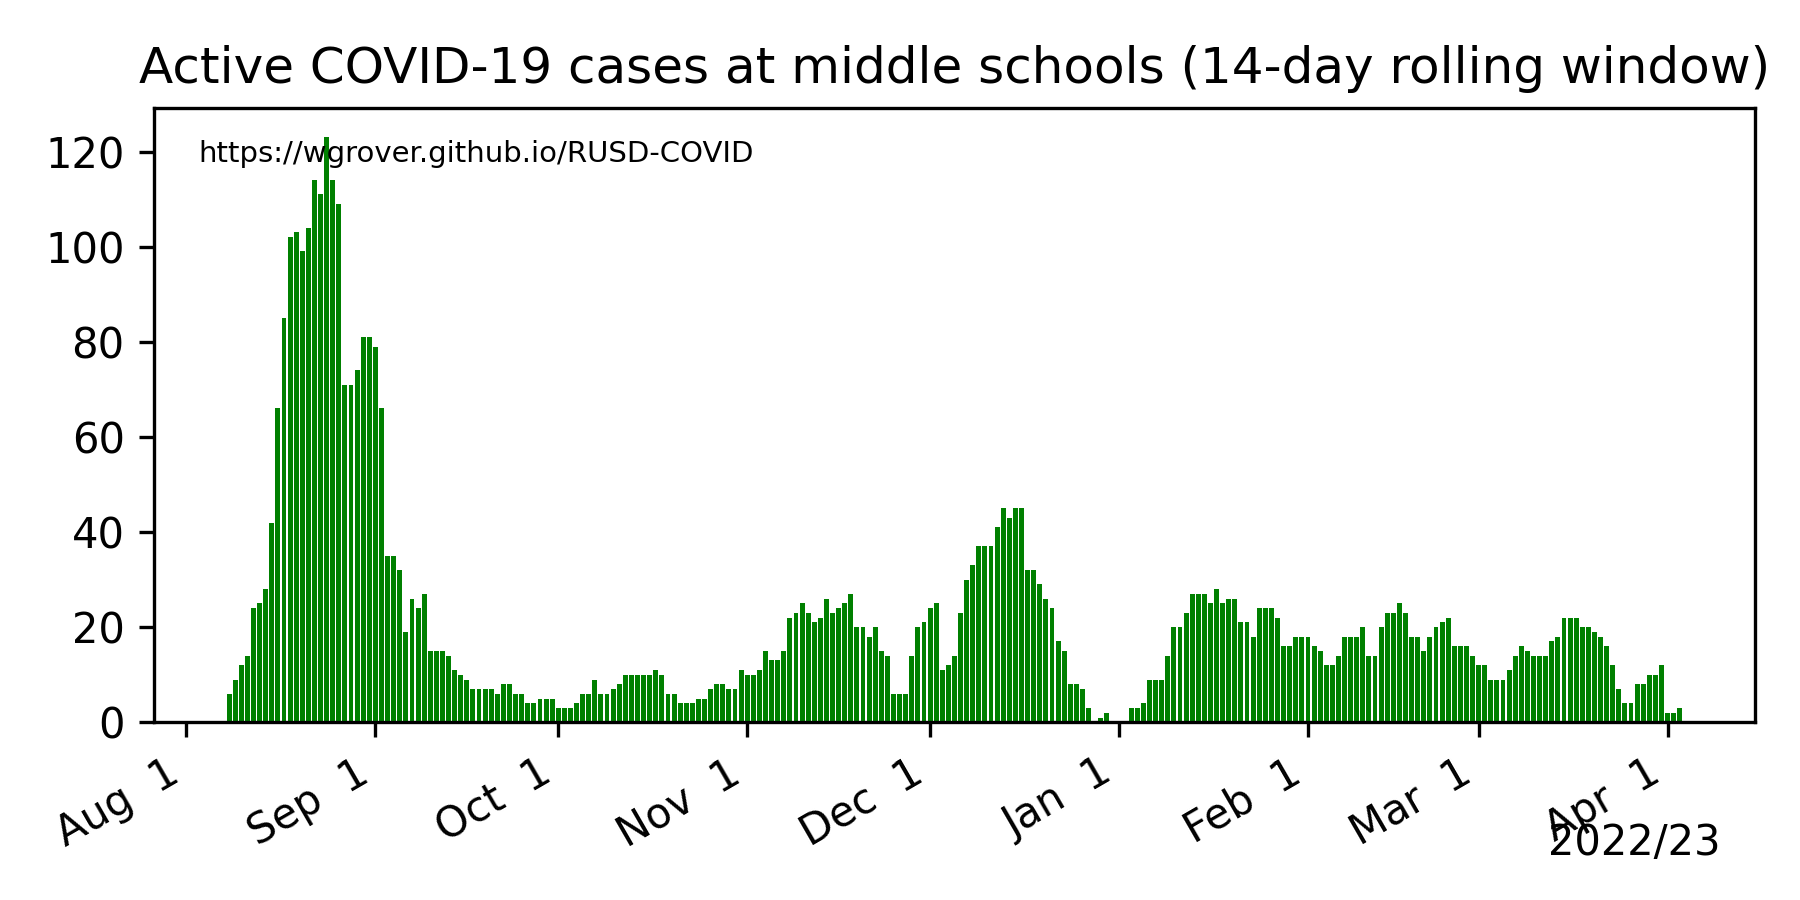 Active COVID-19 cases at middle schools (14-day rolling window)
https://wgrover.github.io/RUSD-COVID
120
100
80
60
40
20
0
Aug 1
Sep 1
Oct 1
Nov 1
Dec 1
Jan 1
Feb 1
Mar 1
Apr 1
2022/23